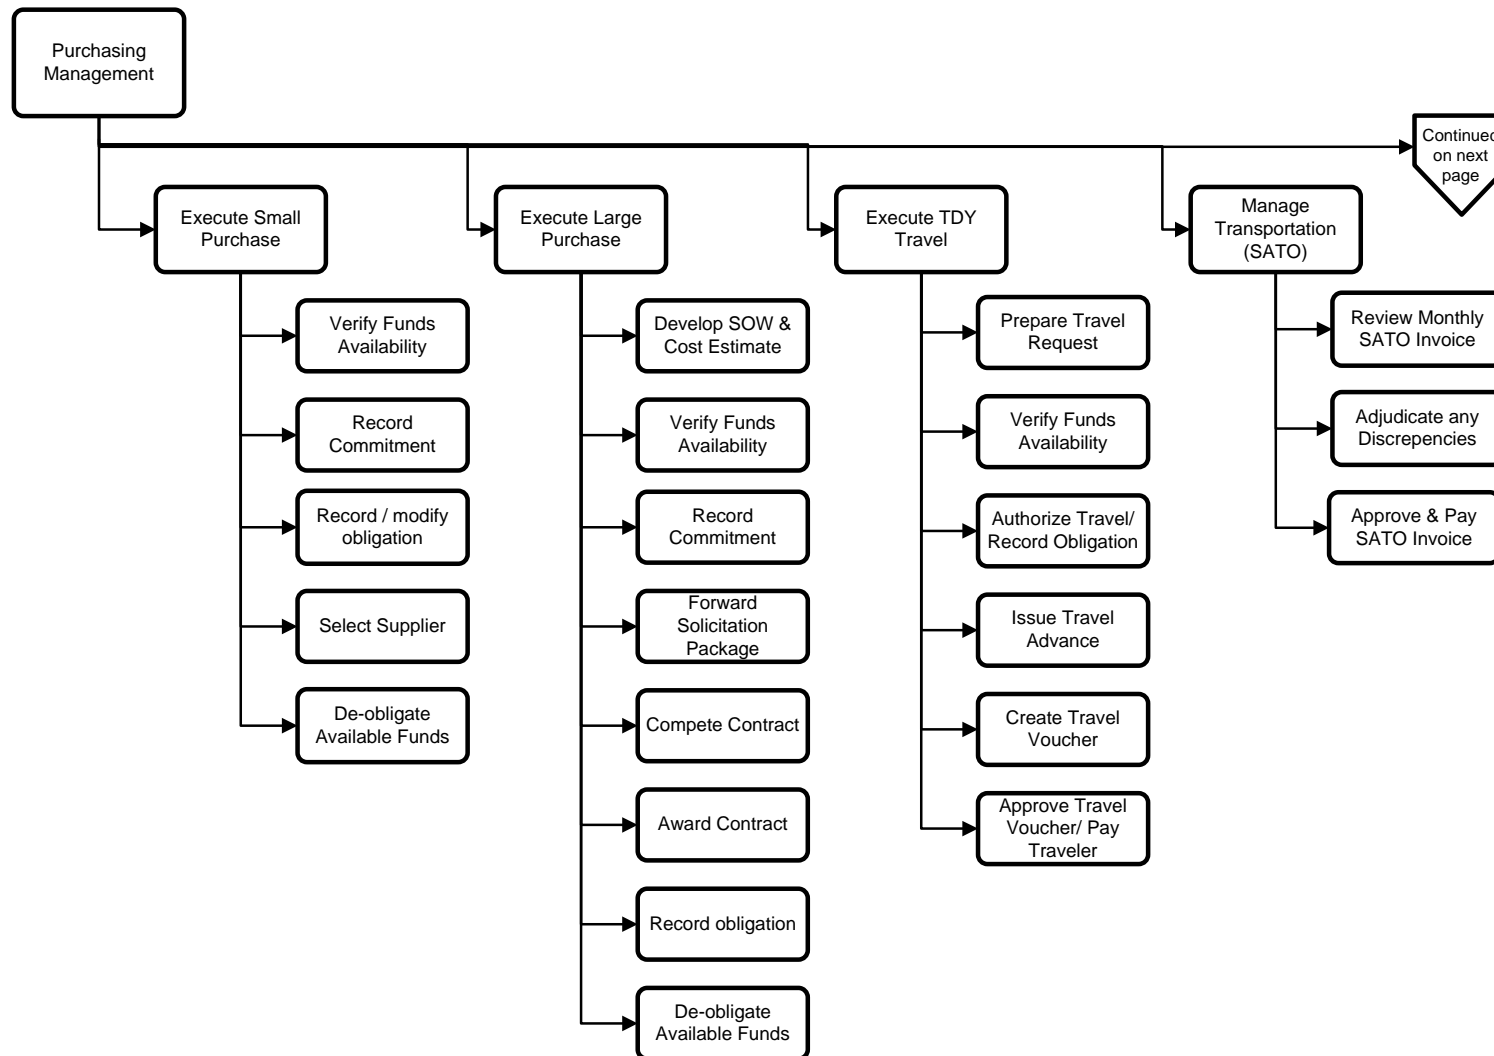 Purchasing
Management
Continued
on next
page
Execute Small
Purchase
Execute Large
Purchase
Execute TDY
Travel
Manage
Transportation
(SATO)
Verify Funds
Availability
Record
Commitment
Record / modify
obligation
Select Supplier
De-obligate
Available Funds
Develop SOW &
Cost Estimate
Verify Funds
Availability
Record
Commitment
Forward
Solicitation
Package
Compete Contract
Award Contract
Record obligation
De-obligate
Available Funds
Prepare Travel
Request
Verify Funds
Availability
Authorize Travel/
Record Obligation
Issue Travel
Advance
Create Travel
Voucher
Approve Travel
Voucher/ Pay
Traveler
Review Monthly
SATO Invoice
Adjudicate any
Discrepencies
Approve & Pay
SATO Invoice